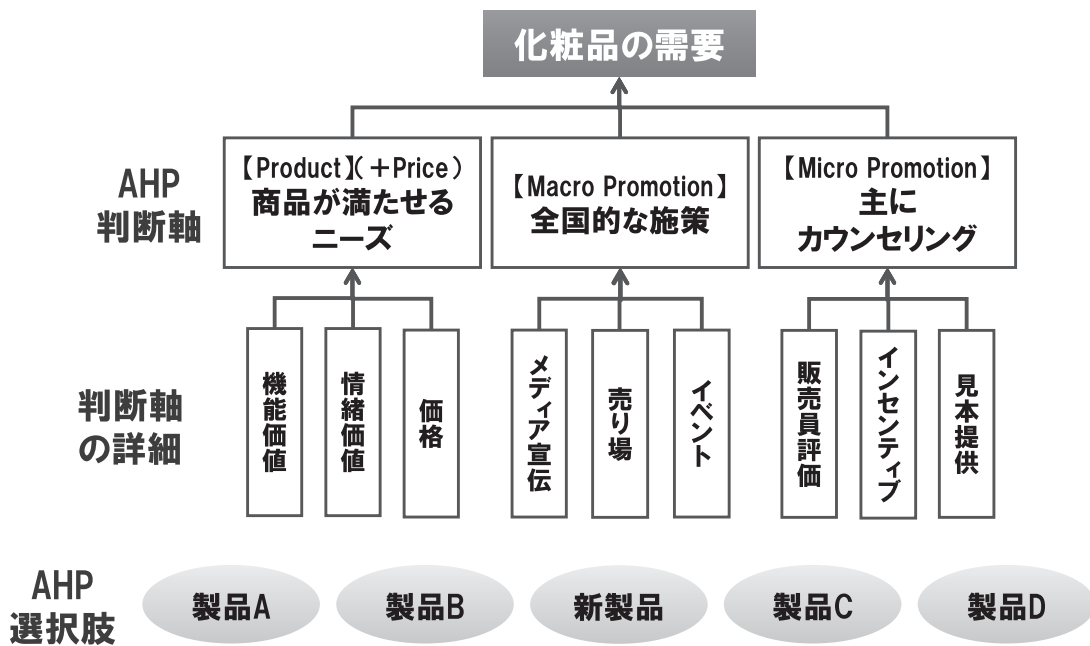 化粧品の需要
AHP
判断軸
【Product】(+Price)
商品が満たせる
ニーズ
【Macro Promotion】
全国的な施策
【Micro Promotion】
主に
カウンセリング
判断軸
の詳細
機能価値
情緒価値
価格
メディア宣伝
売り場
イベント
販売員評価
インセンティブ
見本提供
AHP
選択肢
製品A
製品B
新製品
製品C
製品D